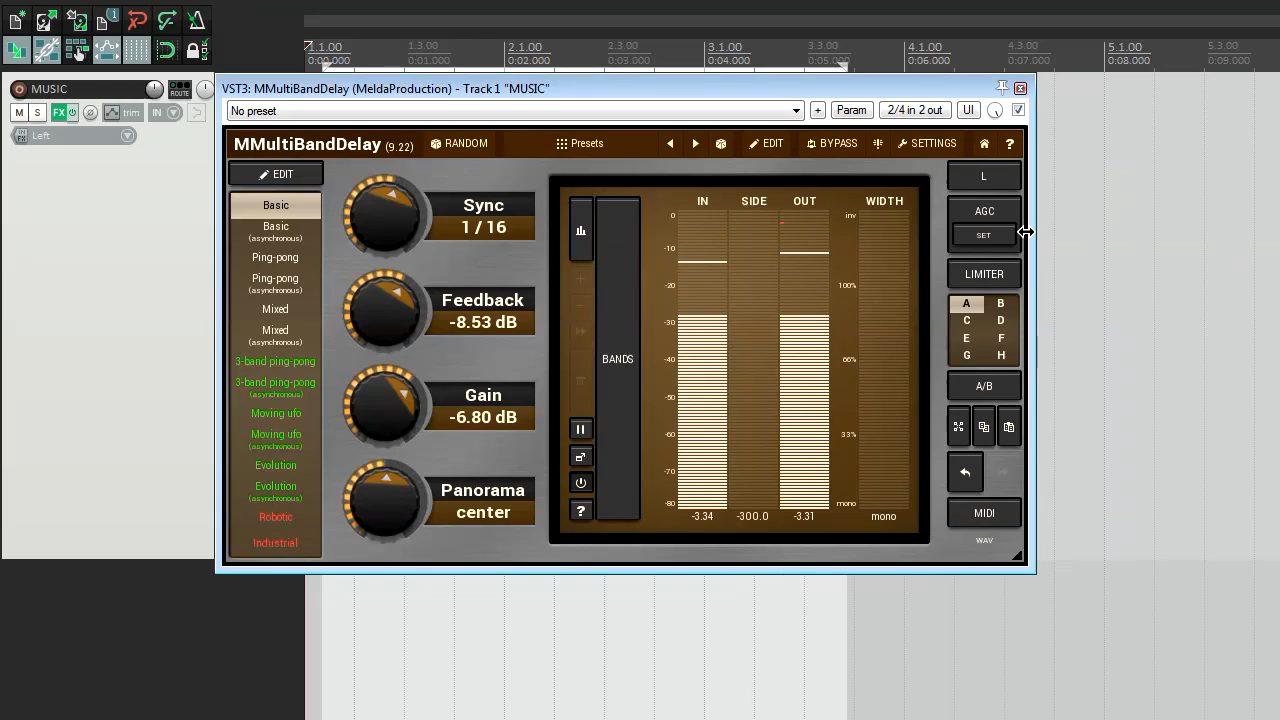 1.1.00 1.3.00 2.1.00 2.3.00 3.1.00 3.3.00 4.1.00 4.3.00 5.1.00 5.3.00
0:00.000 0:01.000 0:02.000 0:03.000 0:04.000 0:05.000 0:06.000 0:07.000 0:08.000 0:09.000
MUSIC ROUTE
M S FX trim IN
Left
VST3: MMultiBandDelay (MeldaProduction) - Track 1 "MUSIC"
No preset + Param 2/4 in 2 out UI
MMultiBandDelay (9.22) RANDOM Presets EDIT BYPASS SETTINGS ?
EDIT
Basic
Basic
(asynchronous)
Ping-pong
Ping-pong
(asynchronous)
Mixed
Mixed
(asynchronous)
3-band ping-pong
3-band ping-pong
(asynchronous)
Moving ufo
Moving ufo
(asynchronous)
Evolution
Evolution
(asynchronous)
Robotic
Industrial
Sync
1 / 16
Feedback
-8.53 dB
Gain
-6.80 dB
Panorama
center
BANDS
?
IN SIDE OUT WIDTH
0 inv
-10
-20 100%
-30
-40 66%
-50
-60 33%
-70
-80 mono
-3.34 -300.0 -3.31 mono
L
AGC
SET
LIMITER
A B
C D
E F
G H
A/B
MIDI
WAV